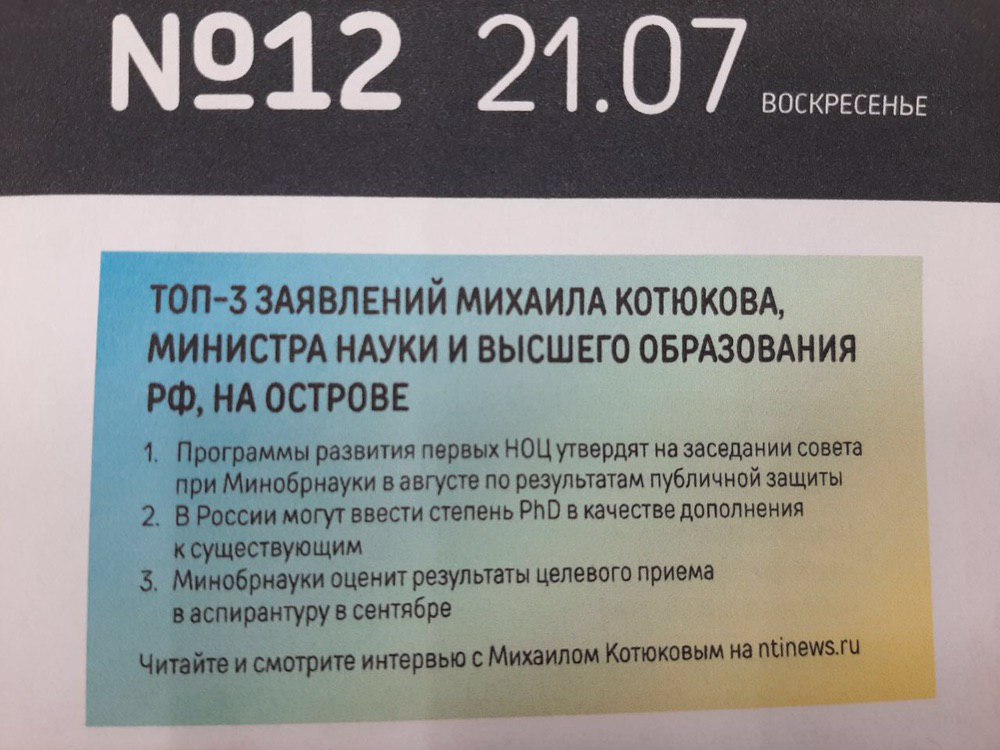 №12 21.07 ВОСКРЕСЕНЬЕ
ТОП-3 ЗАЯВЛЕНИЙ МИХАИЛА КОТЮКОВА,
МИНИСТРА НАУКИ И ВЫСШЕГО ОБРАЗОВАНИЯ
РФ, НА ОСТРОВЕ
1. Программы развития первых НОЦ утвердят на заседании совета
при Минобрнауки в августе по результатам публичной защиты
2. В России могут ввести степень PhD в качестве дополнения
к существующим
3. Минобрнауки оценит результаты целевого приема
в аспирантуру в сентябре
Читайте и смотрите интервью с Михаилом Котюковым на ntinews.ru